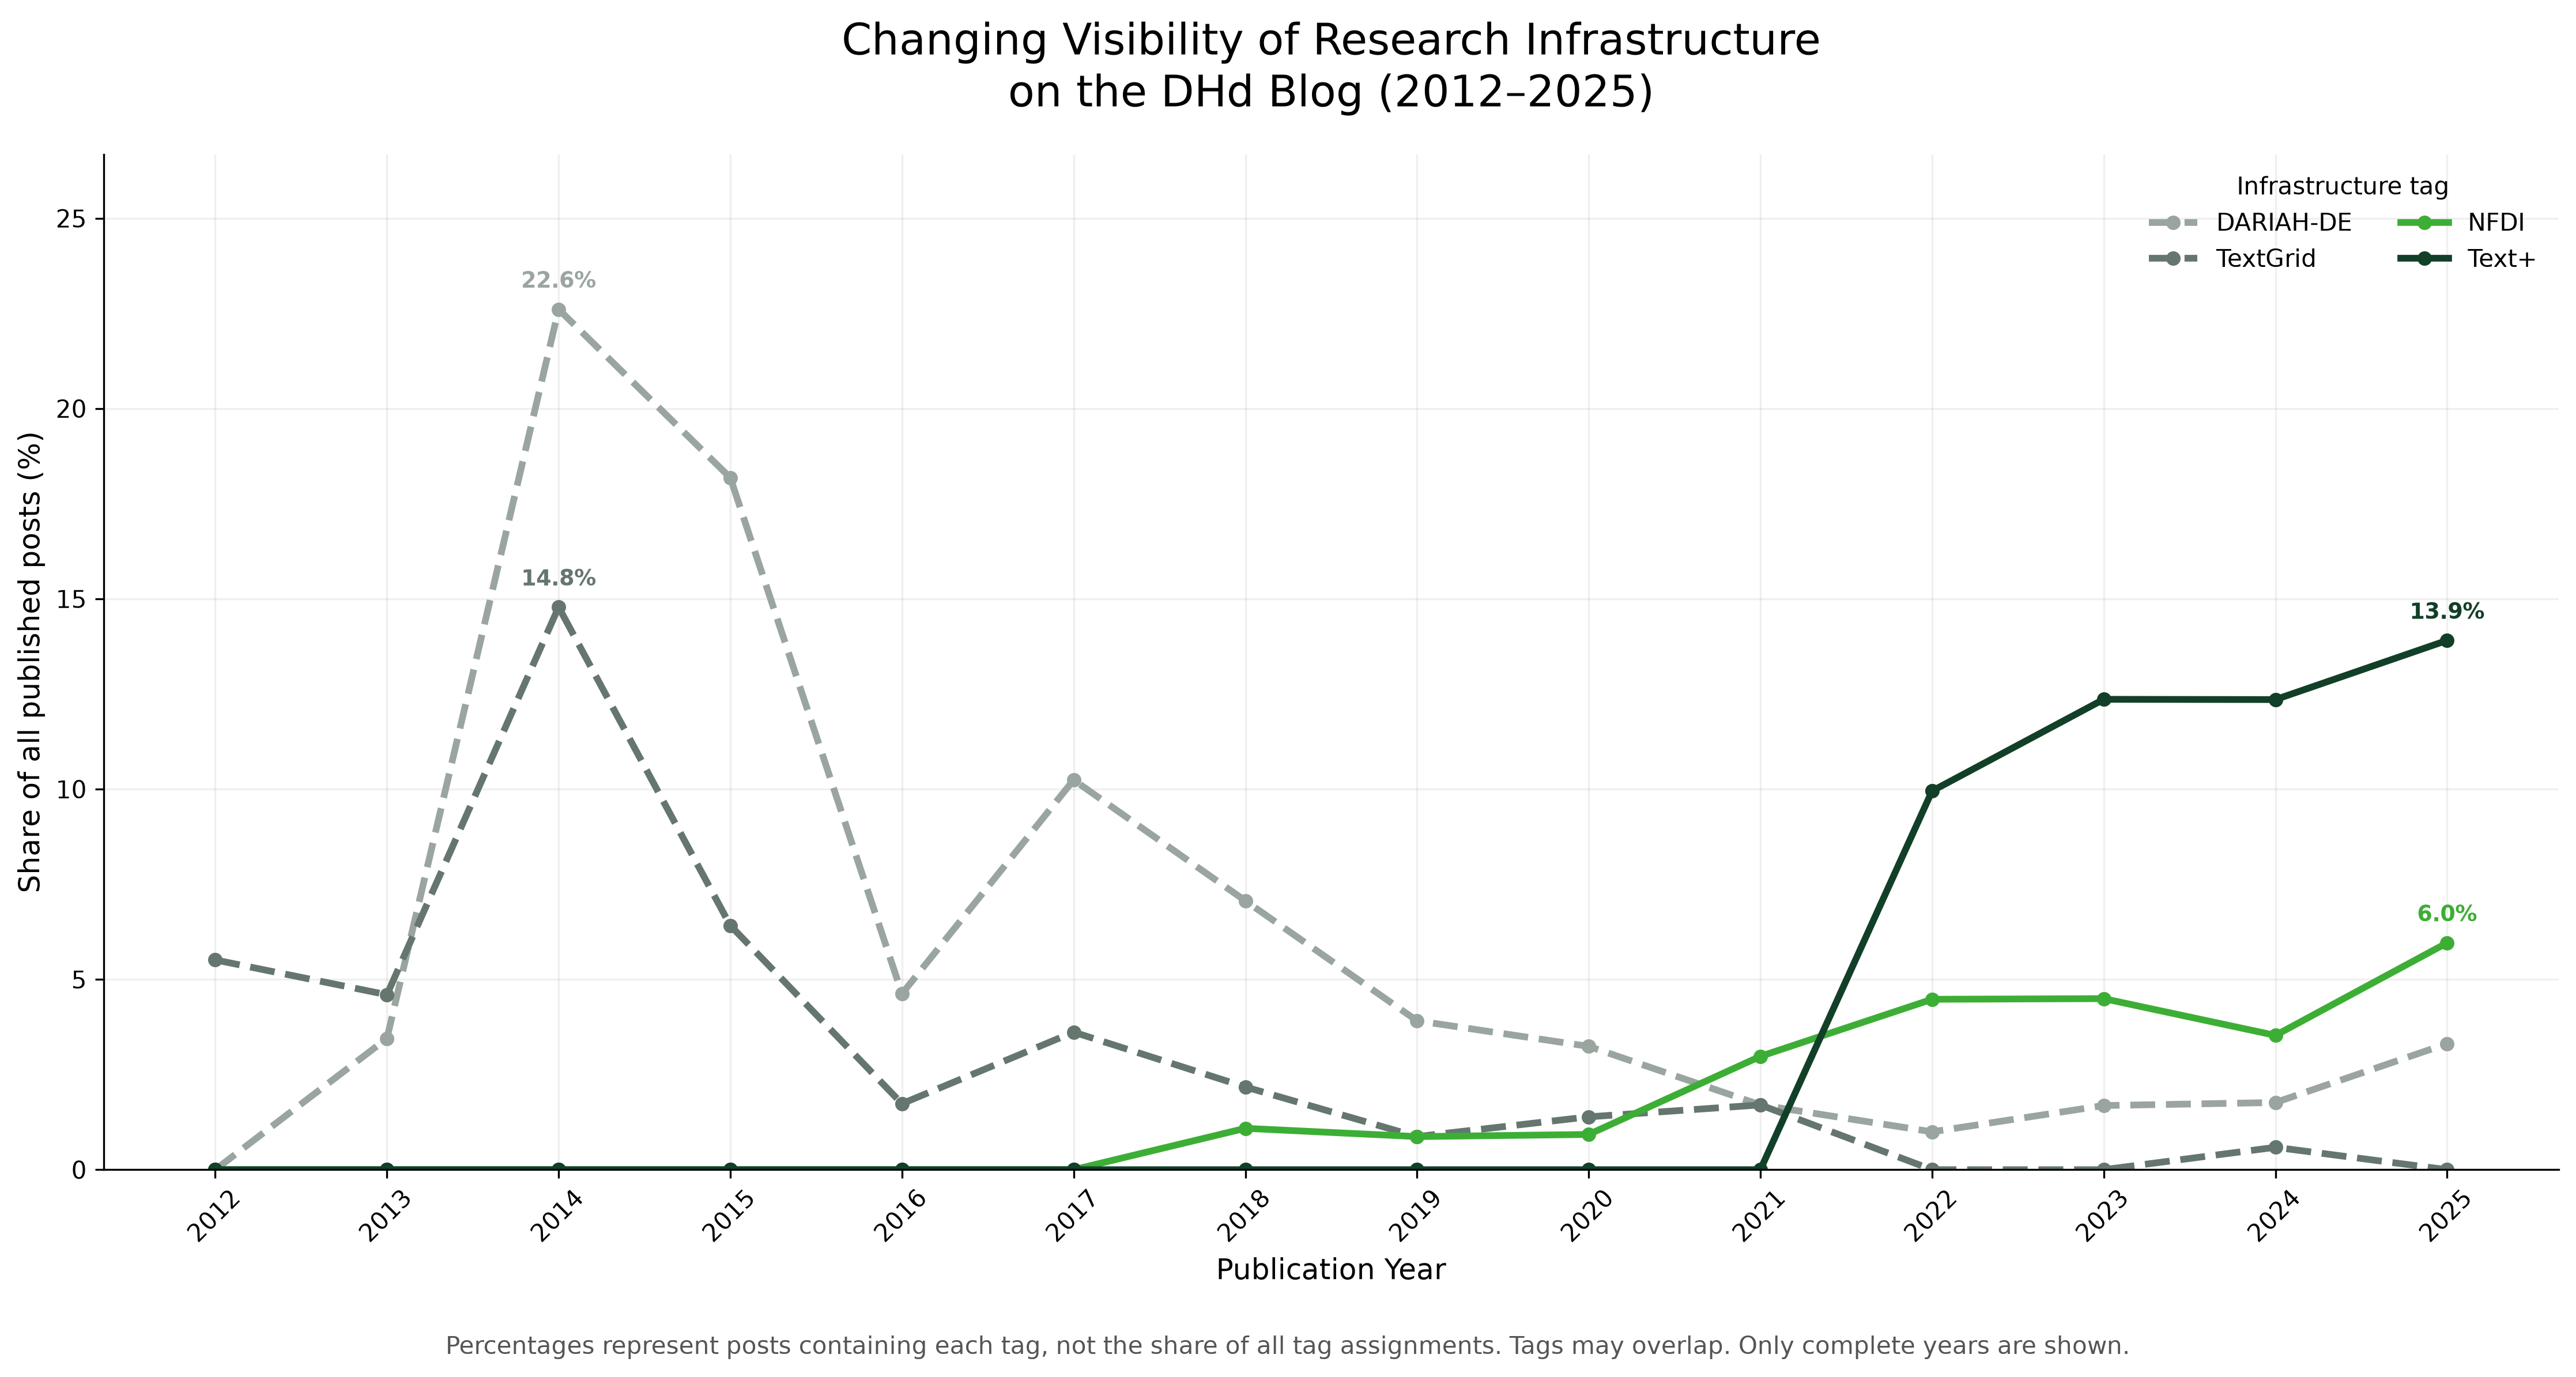 Changing Visibility of Research Infrastructure
on the DHd Blog (2012–2025)
Share of all published posts (%)
25
20
15
10
5
0
22.6%
14.8%
13.9%
6.0%
Infrastructure tag
DARIAH-DE
TextGrid
NFDI
Text+
2012
2013
2014
2015
2016
2017
2018
2019
2020
2021
2022
2023
2024
2025
Publication Year
Percentages represent posts containing each tag, not the share of all tag assignments. Tags may overlap. Only complete years are shown.